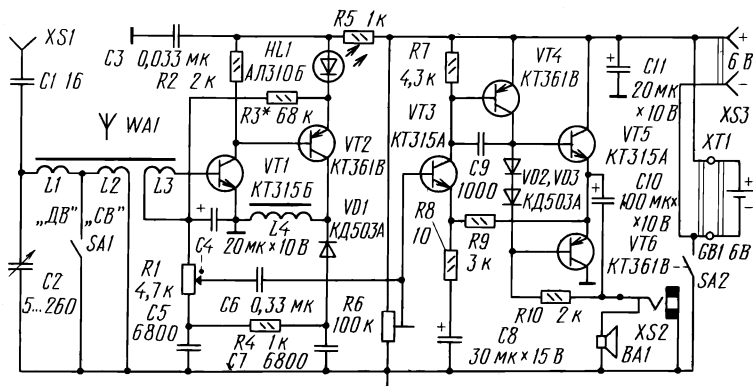 XS1
C1 16
C3 0,033 мк
R2 2 к
HL1
АЛ310Б
R5 1к
R3* 68 к
WA1
VT1
КТ315Б
VT2
КТ361В
L1
L2
L3
„ДВ"
„СВ"
SA1
C4
20 мк × 10 В
L4
VD1
КД503А
C2
5...260
R1
4,7к
C5
6800
C6 0,33 мк
R4 1к
C7 6800
R6
100 к
R7
4,3к
VT3
КТ315А
VT4
КТ361В
C9
1000
VD2,VD3
КД503А
R8
10
R9
3 к
C8
30 мк × 15 В
R10 2 к
VT5
КТ315А
C10
100 мк×
×10 В
VT6
КТ361В
C11
20 мк×
×10 В
+
6 В
−
XS3
XT1
+
−
GB1 6В
SA2
XS2
BA1